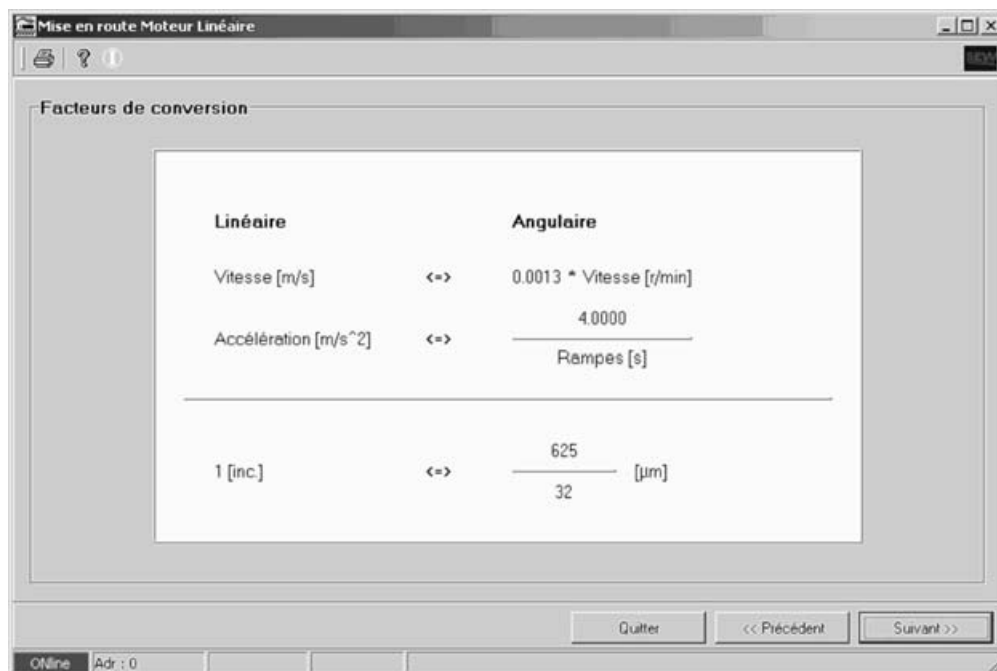 Mise en route Moteur Linéaire
SEW
Facteurs de conversion
Linéaire Angulaire
Vitesse [m/s] <=> 0.0013 * Vitesse [r/min]
4.0000
Accélération [m/s^2] <=>
Rampes [s]
625
1 [inc.] <=> [µm]
32
Quitter << Précédent Suivant >>
ONline Adr : 0